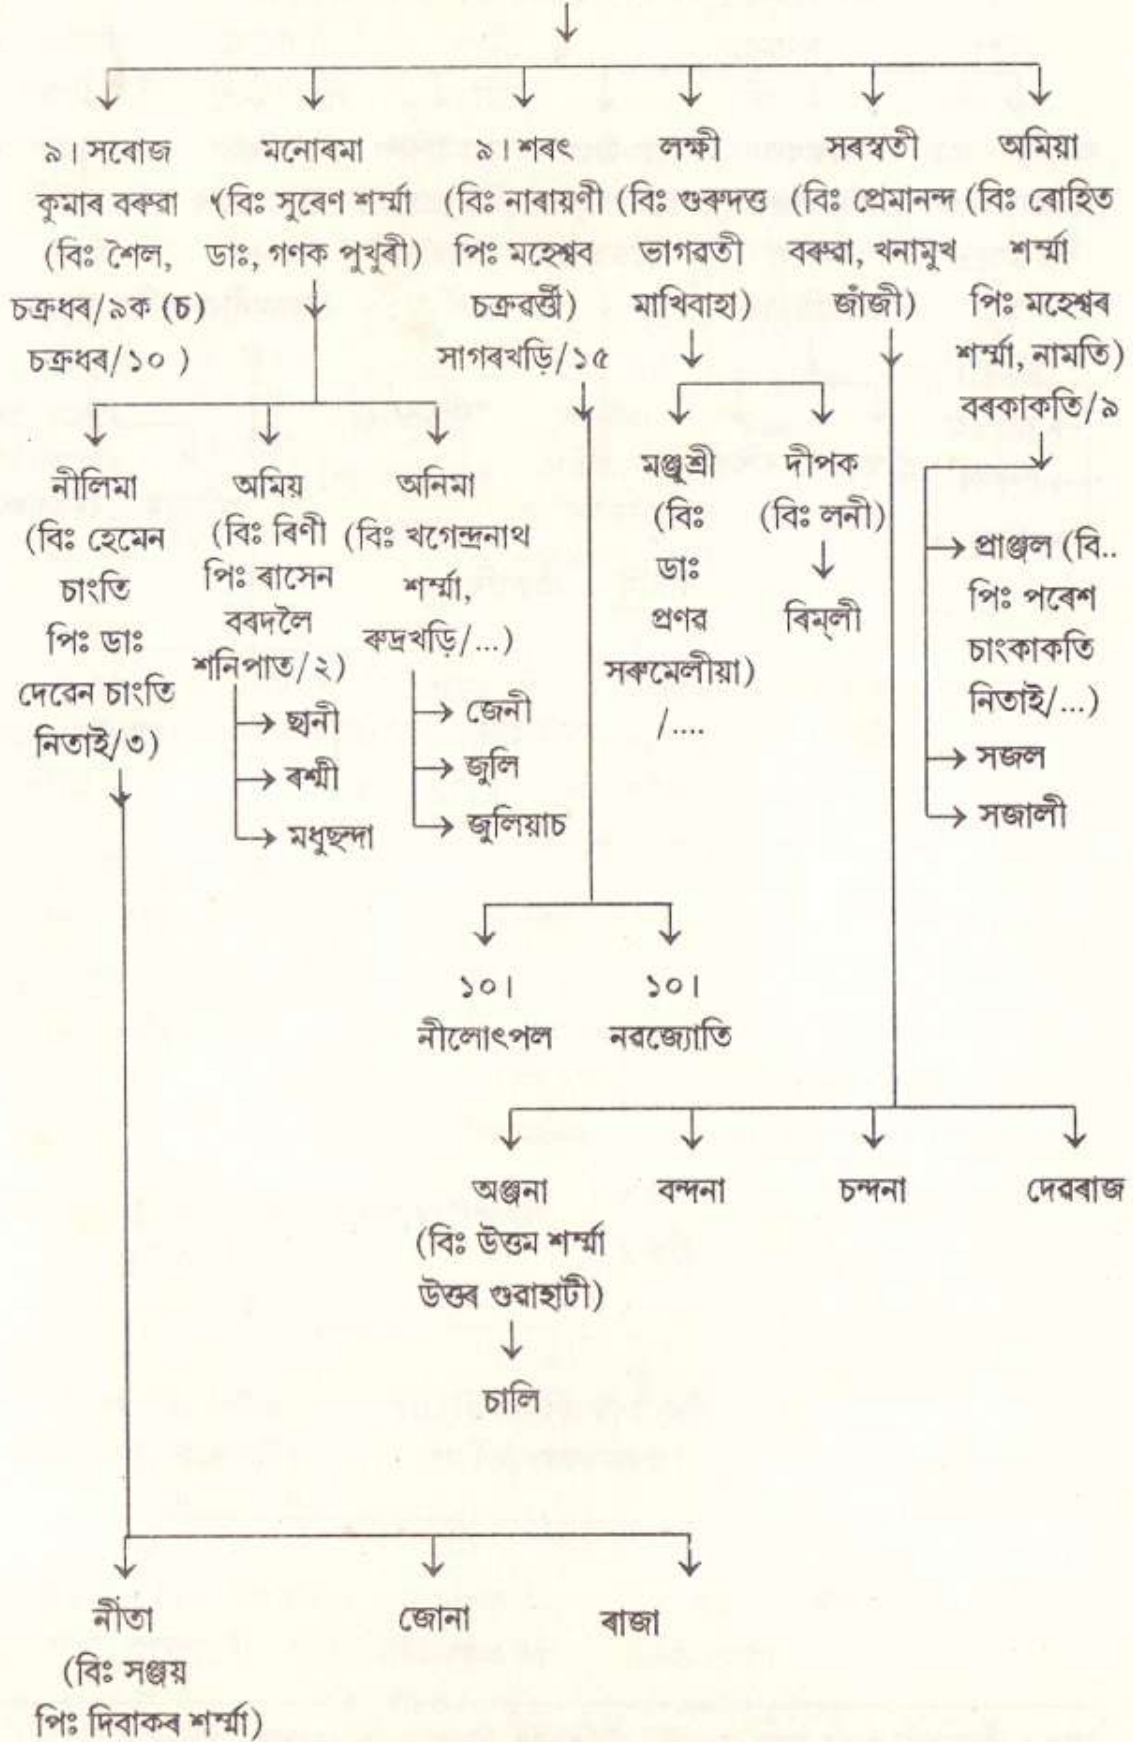 ৯। সৰোজ
কুমাৰ বৰুৱা
(বিঃ শৈল,
চক্ৰধৰ/৯ক (চ)
চক্ৰধৰ/১০ )
মনোৰমা
(বিঃ সুৰেণ শৰ্ম্মা
ডাঃ, গণক পুখুৰী)
৯। শৰৎ
(বিঃ নাৰায়ণী
পিঃ মহেশ্বৰ
চক্ৰৱৰ্ত্তী)
সাগৰখড়ি/১৫
লক্ষী
(বিঃ গুৰুদত্ত
ভাগৱতী
মাখিবাহা)
সৰস্বতী
(বিঃ প্ৰেমানন্দ
বৰুৱা, খনামুখ
জাঁজী)
অমিয়া
(বিঃ ৰোহিত
শৰ্ম্মা
পিঃ মহেশ্বৰ
শৰ্ম্মা, নামতি)
বৰকাকতি/৯
নীলিমা
(বিঃ হেমেন
চাংতি
পিঃ ডাঃ
দেৱেন চাংতি
নিতাই/৩)
অমিয়
(বিঃ ৰিণী
পিঃ ৰাসেন
বৰদলৈ
শনিপাত/২)
ছানী
ৰশ্মী
মধুছন্দা
অনিমা
(বিঃ খগেন্দ্ৰনাথ
শৰ্ম্মা,
ৰুদ্ৰখড়ি/...)
জেনী
জুলি
জুলিয়াচ
মঞ্জুশ্ৰী
(বিঃ
ডাঃ
প্ৰণৱ
সৰুমেলীয়া)
/....
দীপক
(বিঃ লনী)
ৰিম্‌লী
প্ৰাঞ্জল (বি..
পিঃ পৰেশ
চাংকাকতি
নিতাই/...)
সজল
সজালী
১০।
নীলোৎপল
১০।
নৱজ্যোতি
অঞ্জনা
(বিঃ উত্তম শৰ্ম্মা
উত্তৰ গুৱাহাটী)
চালি
বন্দনা
চন্দনা
দেৱৰাজ
নীতা
(বিঃ সঞ্জয়
পিঃ দিবাকৰ শৰ্ম্মা)
জোনা
ৰাজা